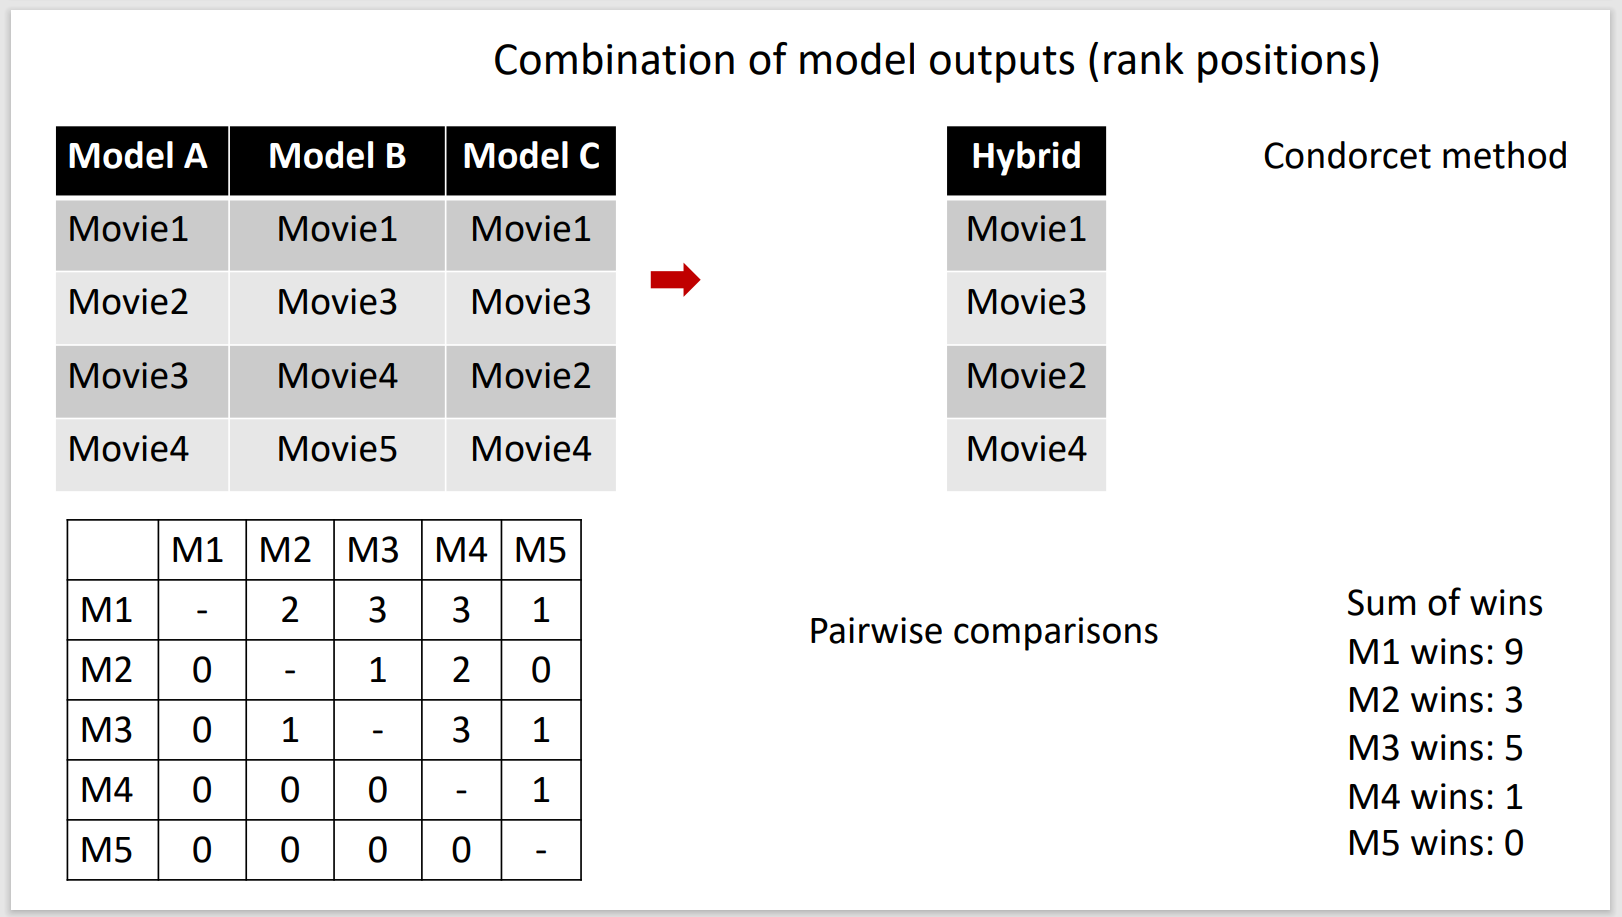 Combination of model outputs (rank positions)
Model A Model B Model C
Movie1 Movie1 Movie1
Movie2 Movie3 Movie3
Movie3 Movie4 Movie2
Movie4 Movie5 Movie4
Hybrid
Movie1
Movie3
Movie2
Movie4
Condorcet method
M1 M2 M3 M4 M5
M1 - 2 3 3 1
M2 0 - 1 2 0
M3 0 1 - 3 1
M4 0 0 0 - 1
M5 0 0 0 0 -
Pairwise comparisons
Sum of wins
M1 wins: 9
M2 wins: 3
M3 wins: 5
M4 wins: 1
M5 wins: 0